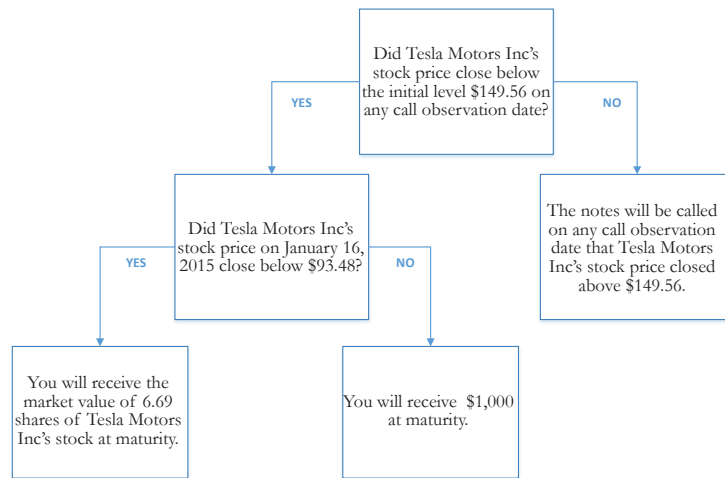 Did Tesla Motors Inc's
stock price close below
the initial level $149.56 on
any call observation date?
YES
NO
Did Tesla Motors Inc's
stock price on January 16,
2015 close below $93.48?
The notes will be called
on any call observation
date that Tesla Motors
Inc's stock price closed
above $149.56.
YES
NO
You will receive the
market value of 6.69
shares of Tesla Motors
Inc's stock at maturity.
You will receive $1,000
at maturity.